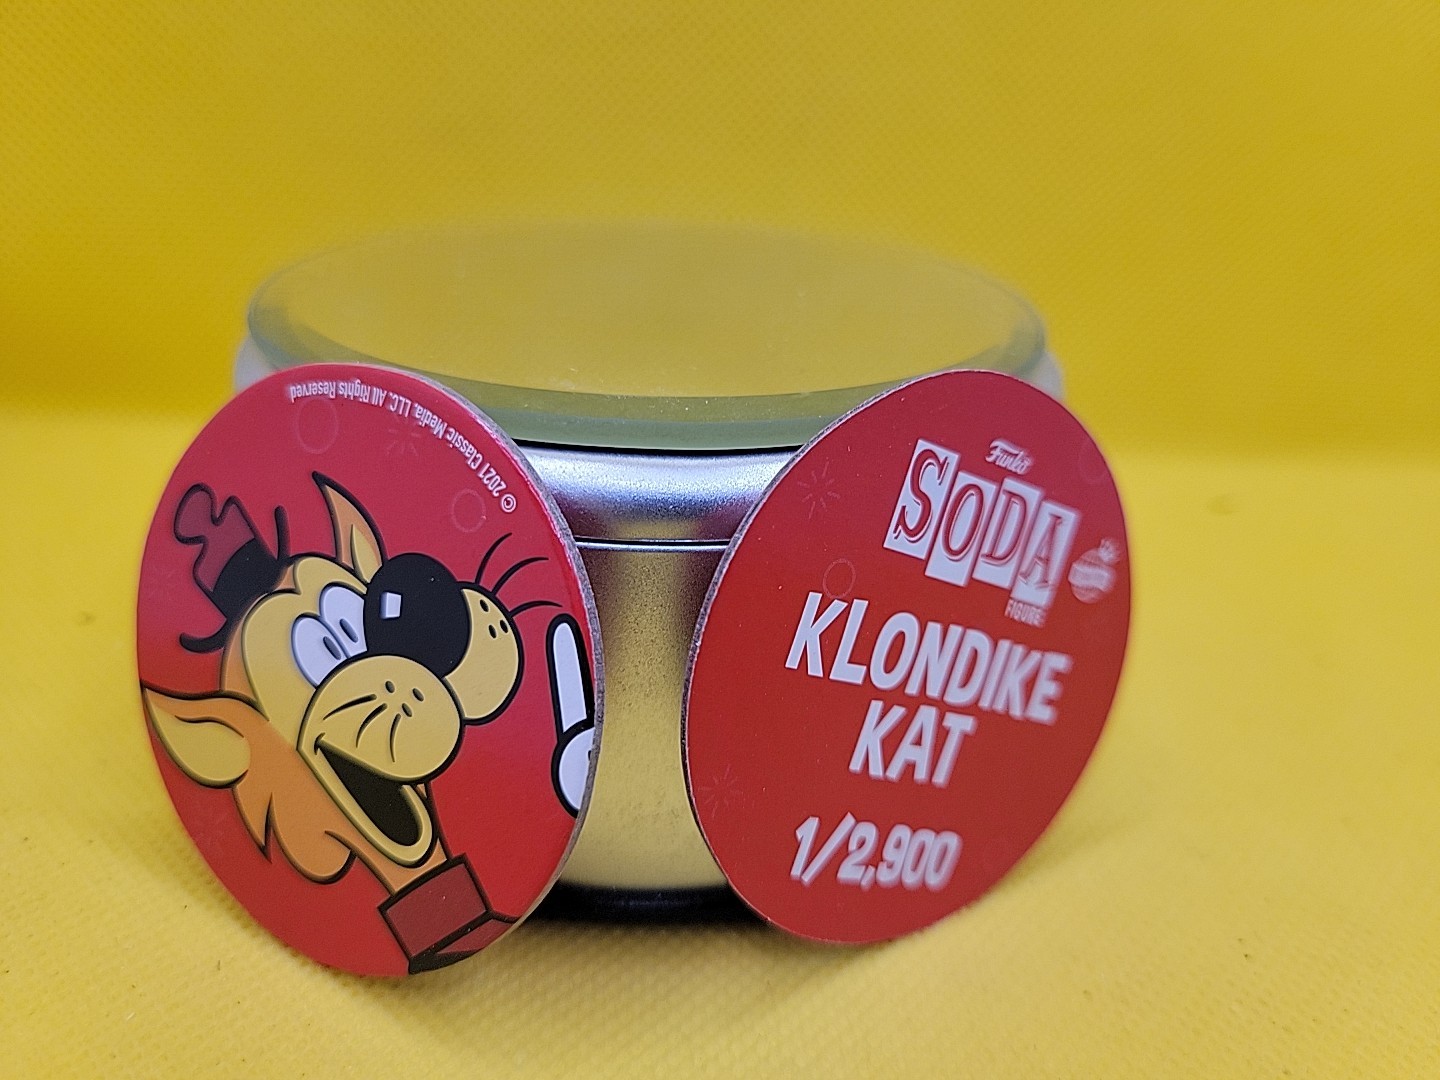 © 2021 Classic Media, LLC. All Rights Reserved
Funko
SODA
FIGURE
KLONDIKE
KAT
1/2,900